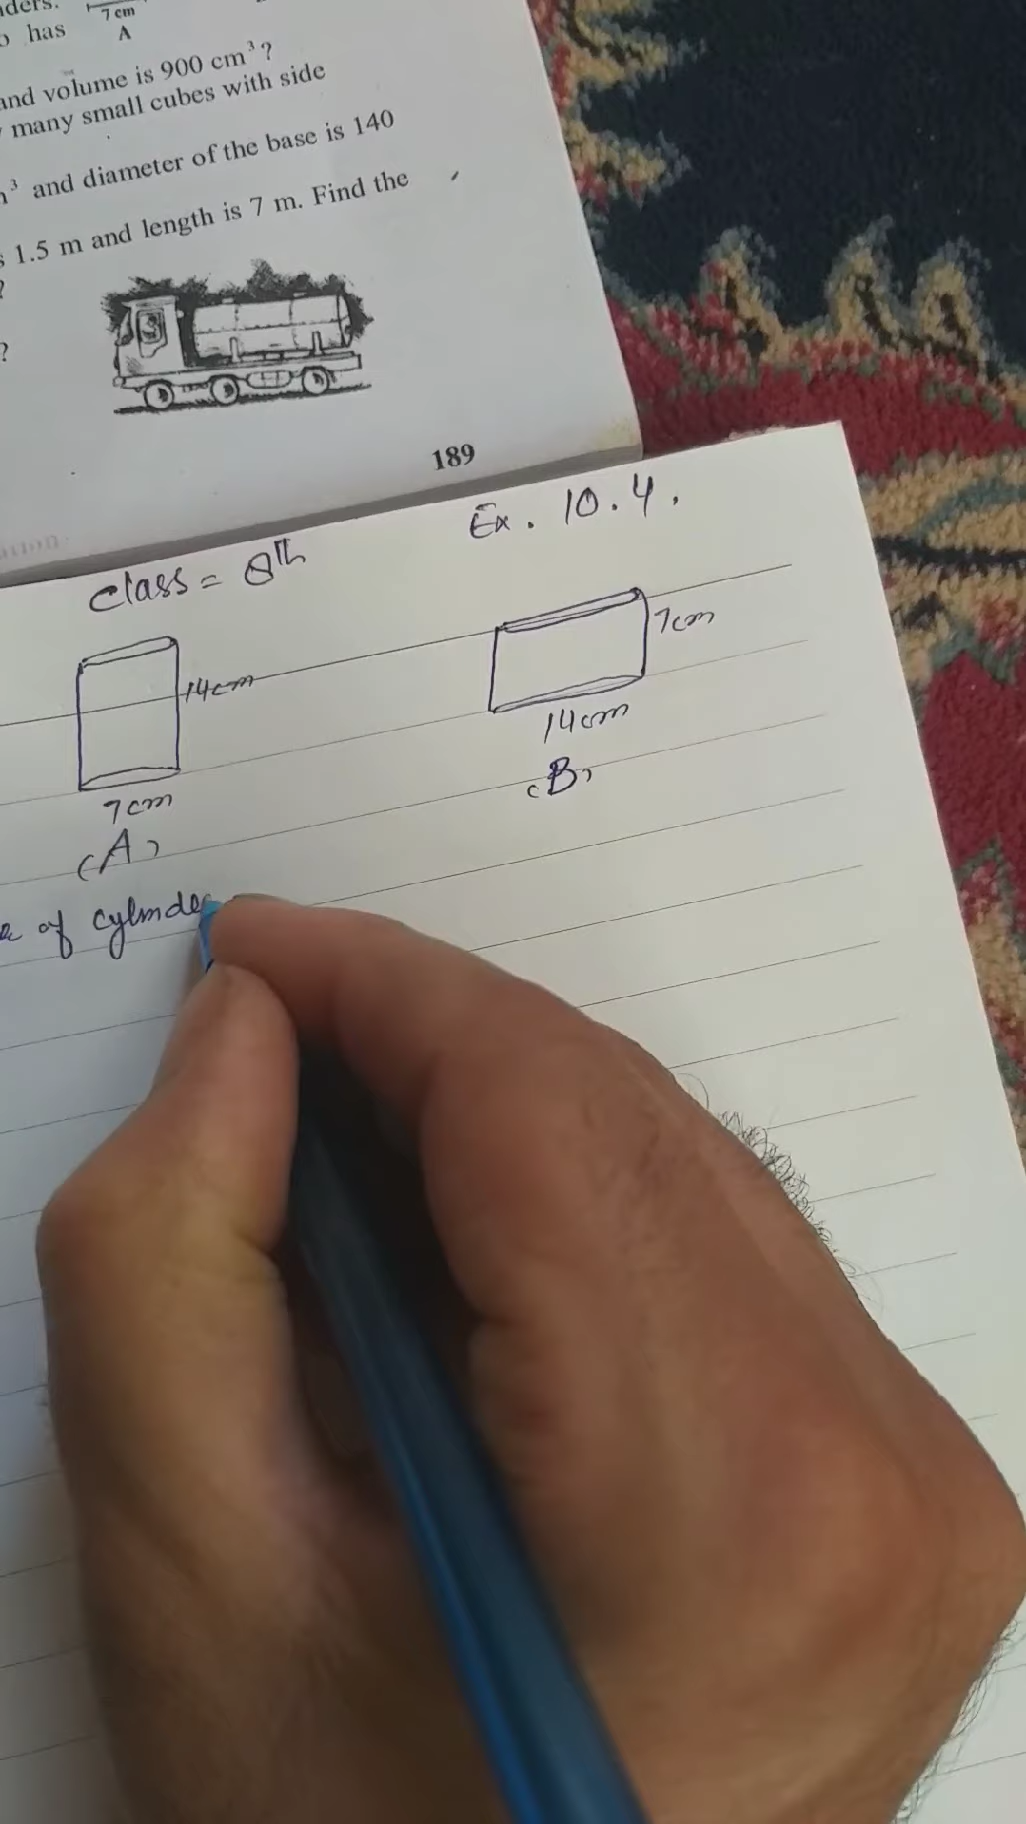 7 cm
has
A
and volume is 900 cm³?
many small cubes with side
³ and diameter of the base is 140
1.5 m and length is 7 m. Find the
?
?
189
Ex. 10.4.
class = 8th
14cm
7cm
(A)
7cm
14cm
(B)
of cylinder